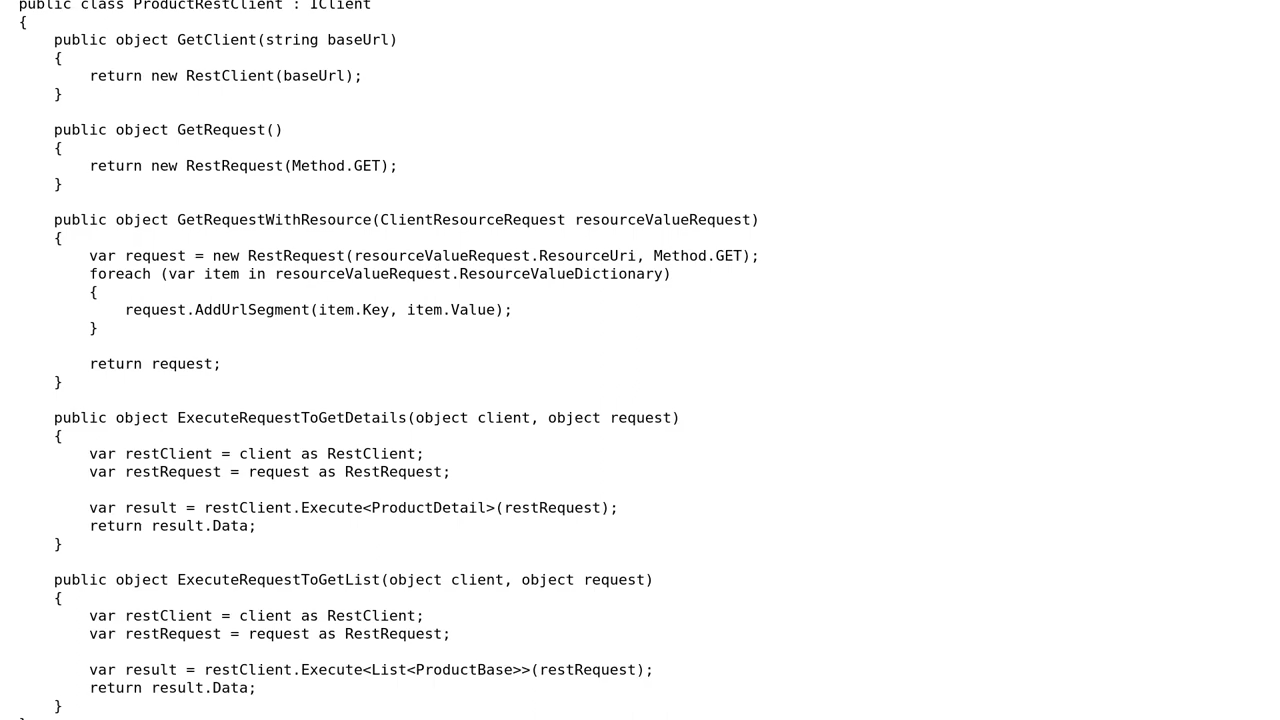 public class ProductRestClient : IClient
{
    public object GetClient(string baseUrl)
    {
        return new RestClient(baseUrl);
    }

    public object GetRequest()
    {
        return new RestRequest(Method.GET);
    }

    public object GetRequestWithResource(ClientResourceRequest resourceValueRequest)
    {
        var request = new RestRequest(resourceValueRequest.ResourceUri, Method.GET);
        foreach (var item in resourceValueRequest.ResourceValueDictionary)
        {
            request.AddUrlSegment(item.Key, item.Value);
        }

        return request;
    }

    public object ExecuteRequestToGetDetails(object client, object request)
    {
        var restClient = client as RestClient;
        var restRequest = request as RestRequest;

        var result = restClient.Execute<ProductDetail>(restRequest);
        return result.Data;
    }

    public object ExecuteRequestToGetList(object client, object request)
    {
        var restClient = client as RestClient;
        var restRequest = request as RestRequest;

        var result = restClient.Execute<List<ProductBase>>(restRequest);
        return result.Data;
    }
}